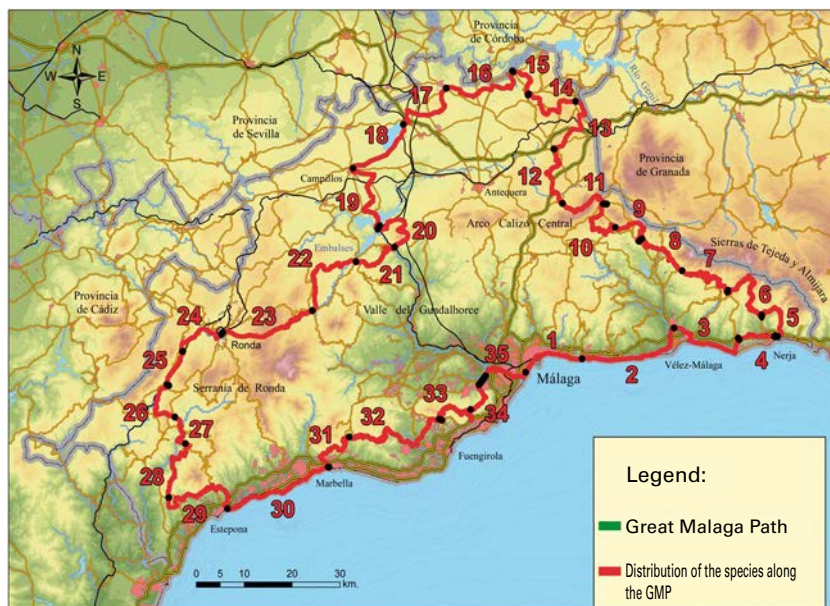 Provincia
de Córdoba
N
W E
S
Río Genil
15
16
14
17
13
18
Provincia
de Sevilla
Provincia
de Granada
Campillos
12
Antequera
11
19
9
20
Arco Calizo Central
10
Sierras de Tejeda y Almijara
8
Embalses
22
21
7
Provincia
de Cádiz
24
23
Valle del Guadalhorce
6
5
Ronda
35
1
3
4
Nerja
25
Málaga
2
Vélez-Málaga
Serranía de Ronda
33
26
34
32
27
31
Fuengirola
28
Marbella
29
30
Estepona
0 5 10 20 30
km.
Legend:
Great Malaga Path
Distribution of the species along
the GMP